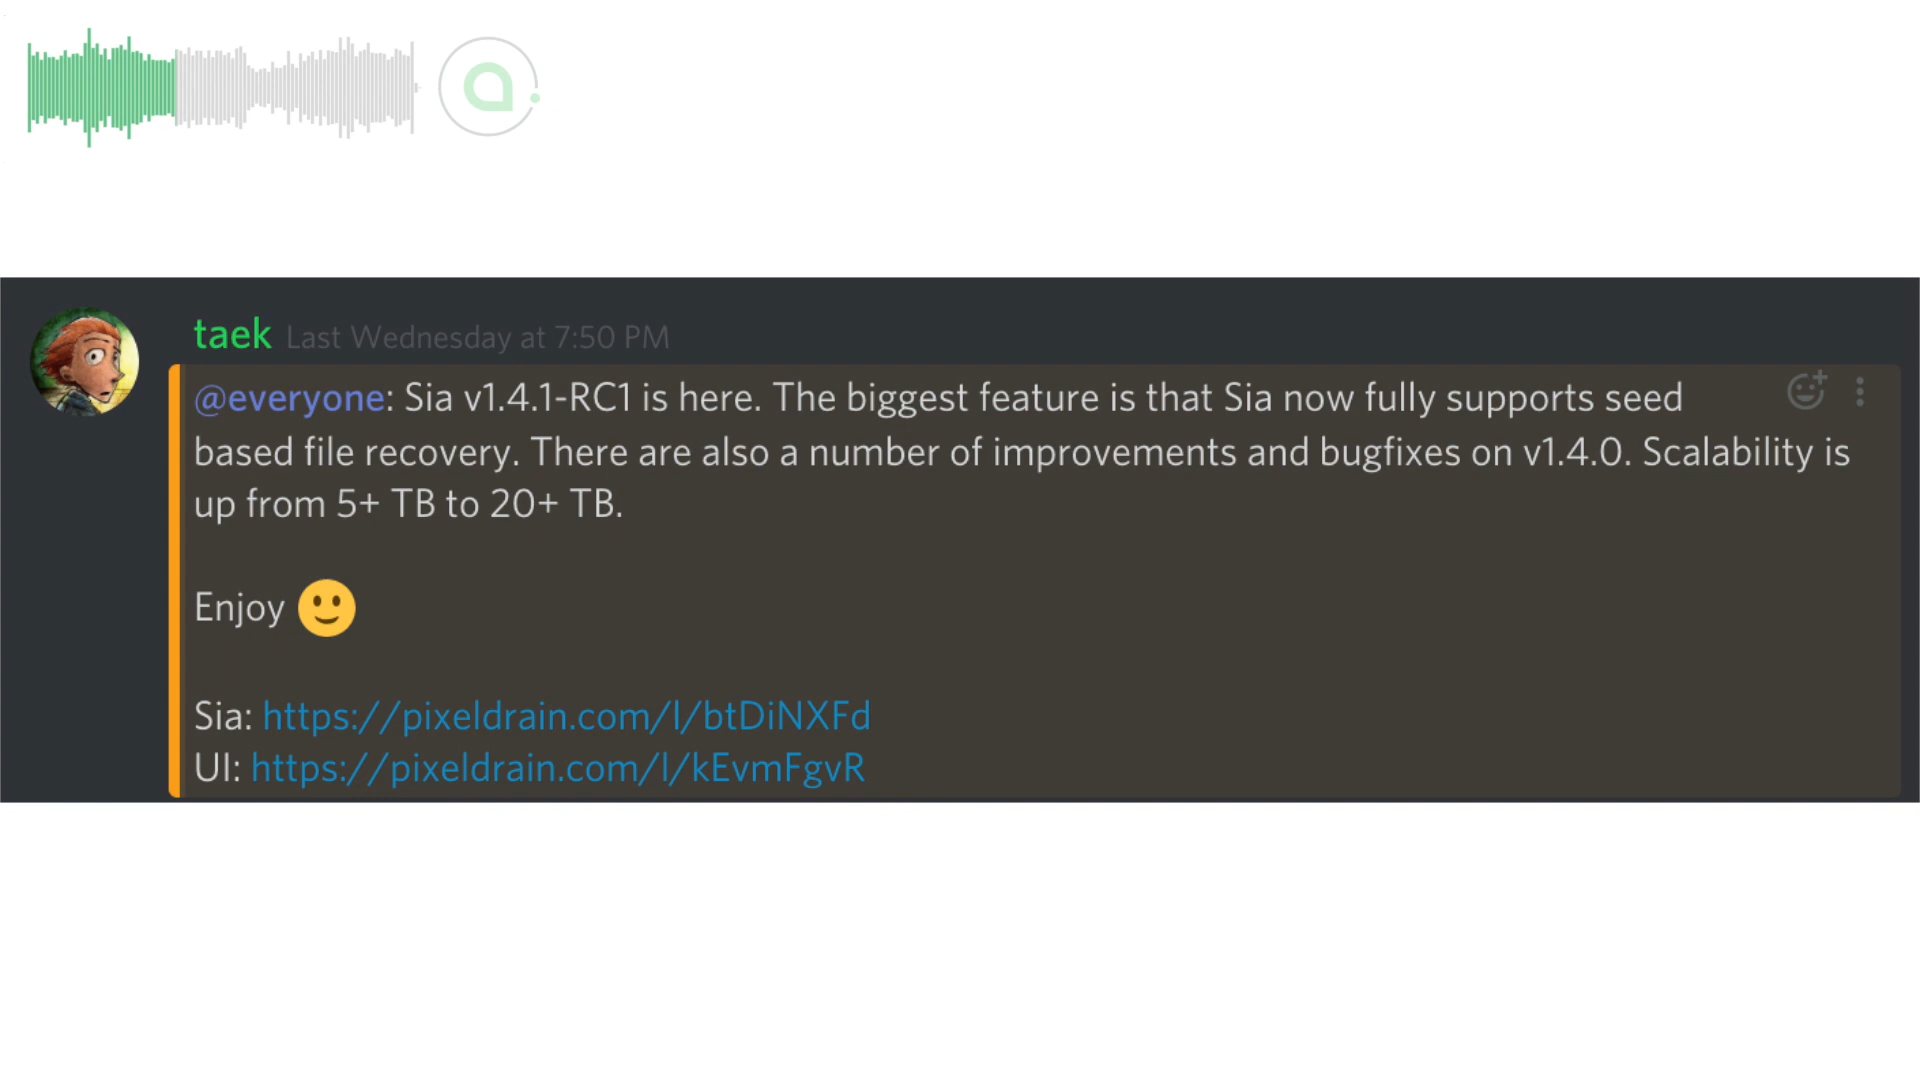 taek Last Wednesday at 7:50 PM
@everyone: Sia v1.4.1-RC1 is here. The biggest feature is that Sia now fully supports seed
based file recovery. There are also a number of improvements and bugfixes on v1.4.0. Scalability is
up from 5+ TB to 20+ TB.
Enjoy 🙂
Sia: https://pixeldrain.com/l/btDiNXFd
UI: https://pixeldrain.com/l/kEvmFgvR